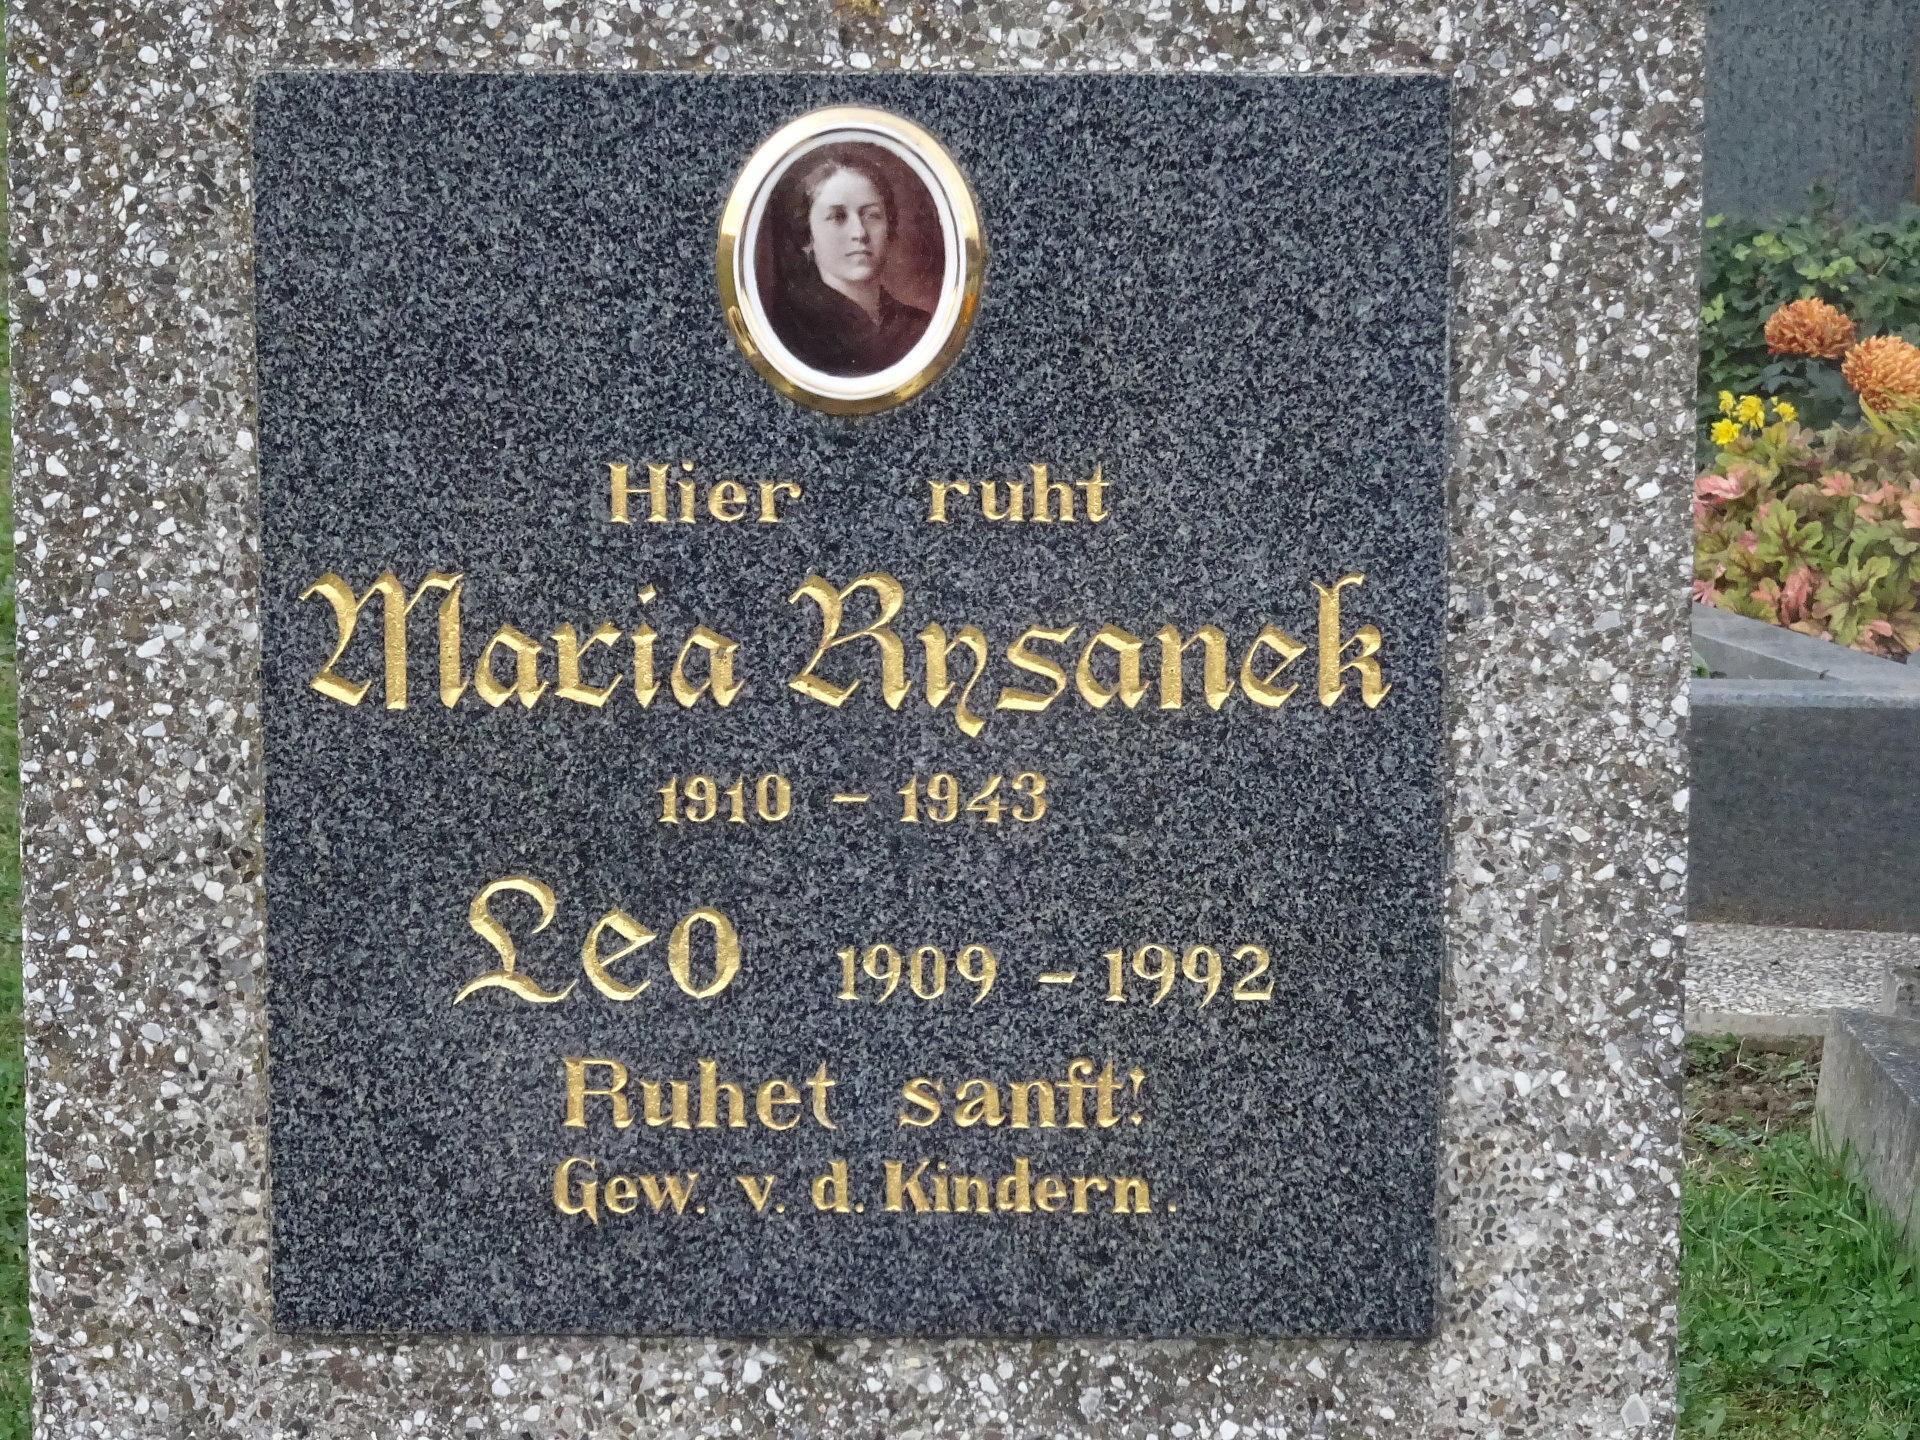 Hier ruht
Maria Rysanek
1910 – 1943
Leo 1909 – 1992
Ruhet sanft!
Gew. v. d. Kindern.